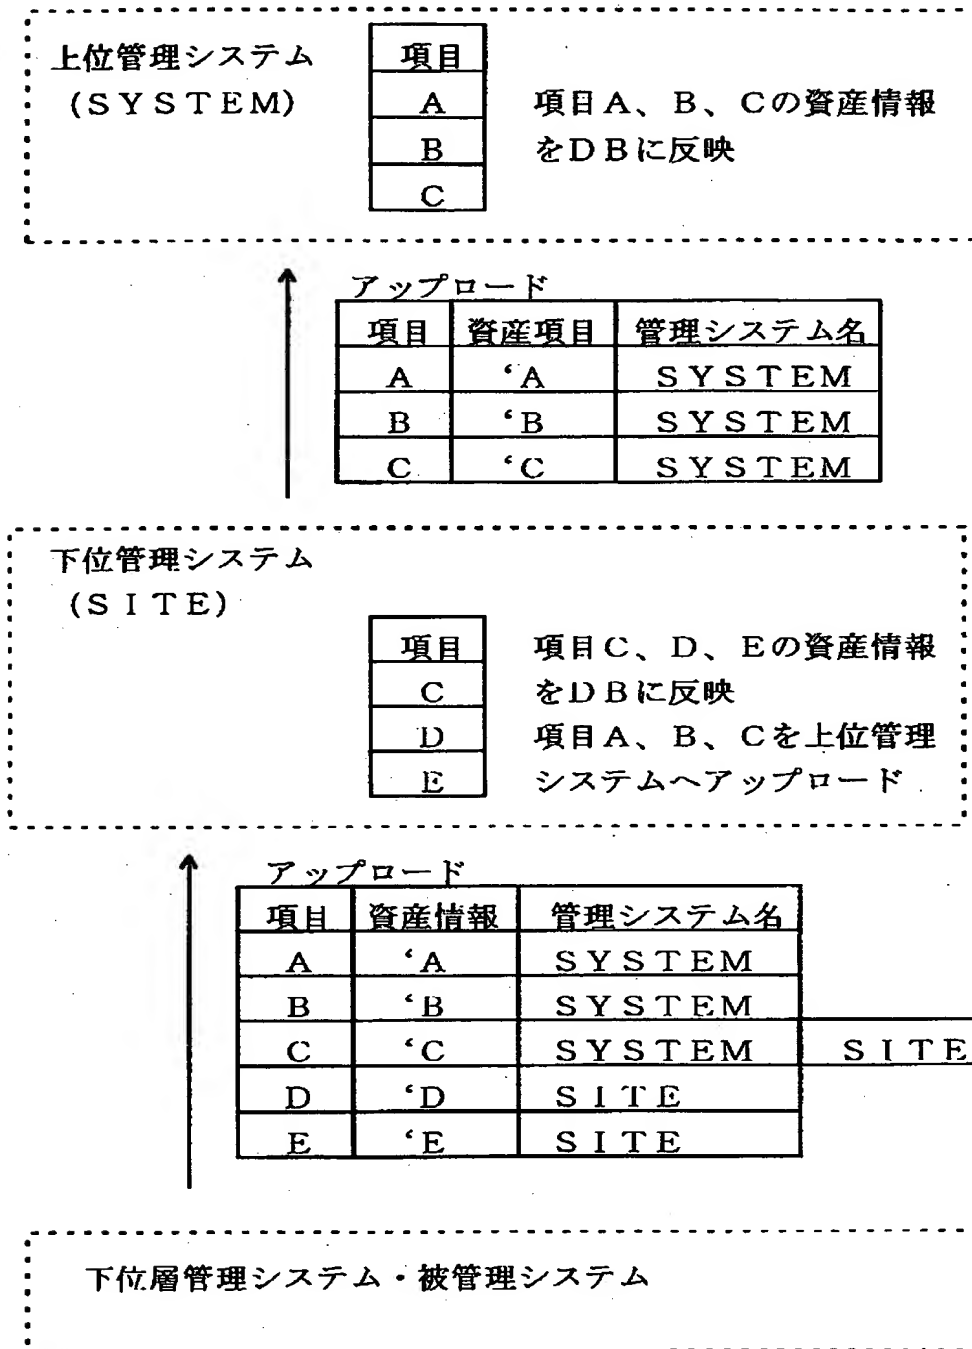 上位管理システム
(SYSTEM)
項目
A
B
C
項目A、B、Cの資産情報
をDBに反映
アップロード
項目 資産項目 管理システム名
A ‘A SYSTEM
B ‘B SYSTEM
C ‘C SYSTEM
下位管理システム
(SITE)
項目
C
D
E
項目C、D、Eの資産情報
をDBに反映
項目A、B、Cを上位管理
システムへアップロード
アップロード
項目 資産情報 管理システム名
A ‘A SYSTEM
B ‘B SYSTEM
C ‘C SYSTEM SITE
D ‘D SITE
E ‘E SITE
下位層管理システム・被管理システム